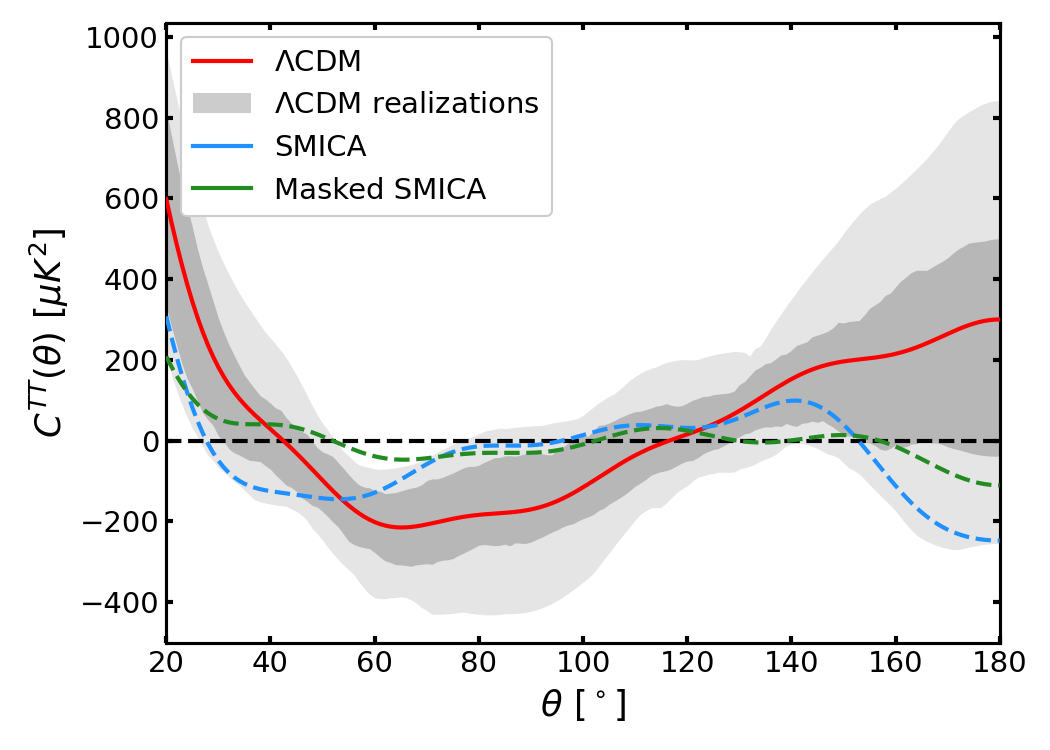 1000
800
600
400
200
0
−200
−400
C^{TT}(θ) [μK²]
ΛCDM
ΛCDM realizations
SMICA
Masked SMICA
20 40 60 80 100 120 140 160 180
θ [°]